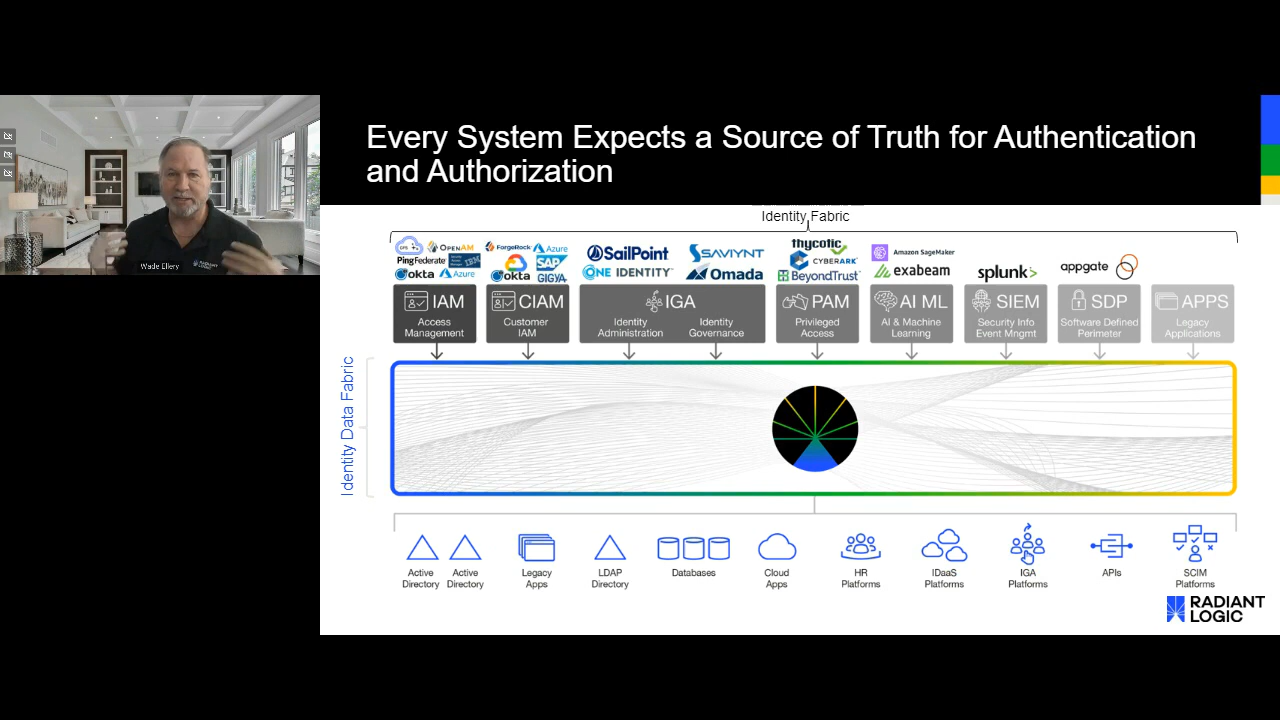 Every System Expects a Source of Truth for Authentication
and Authorization
Wade Ellery
RADIANT
LOGIC
Identity Fabric
OPENAM
PingFederate
IBM
okta Azure
ForgeRock Azure
SAP
okta GIGYA
SailPoint SAVIYNT
ONE IDENTITY Omada
thycotic
CYBERARK
BeyondTrust
Amazon SageMaker
exabeam
splunk>
appgate
IAM
Access
Management
CIAM
Customer
IAM
IGA
Identity
Administration
Identity
Governance
PAM
Privileged
Access
AI ML
AI & Machine
Learning
SIEM
Security Info
Event Mngmt
SDP
Software Defined
Perimeter
APPS
Legacy
Applications
Identity Data Fabric
Active
Directory
Active
Directory
Legacy
Apps
LDAP
Directory
Databases
Cloud
Apps
HR
Platforms
IDaaS
Platforms
IGA
Platforms
APIs
SCIM
Platforms
RADIANT
LOGIC